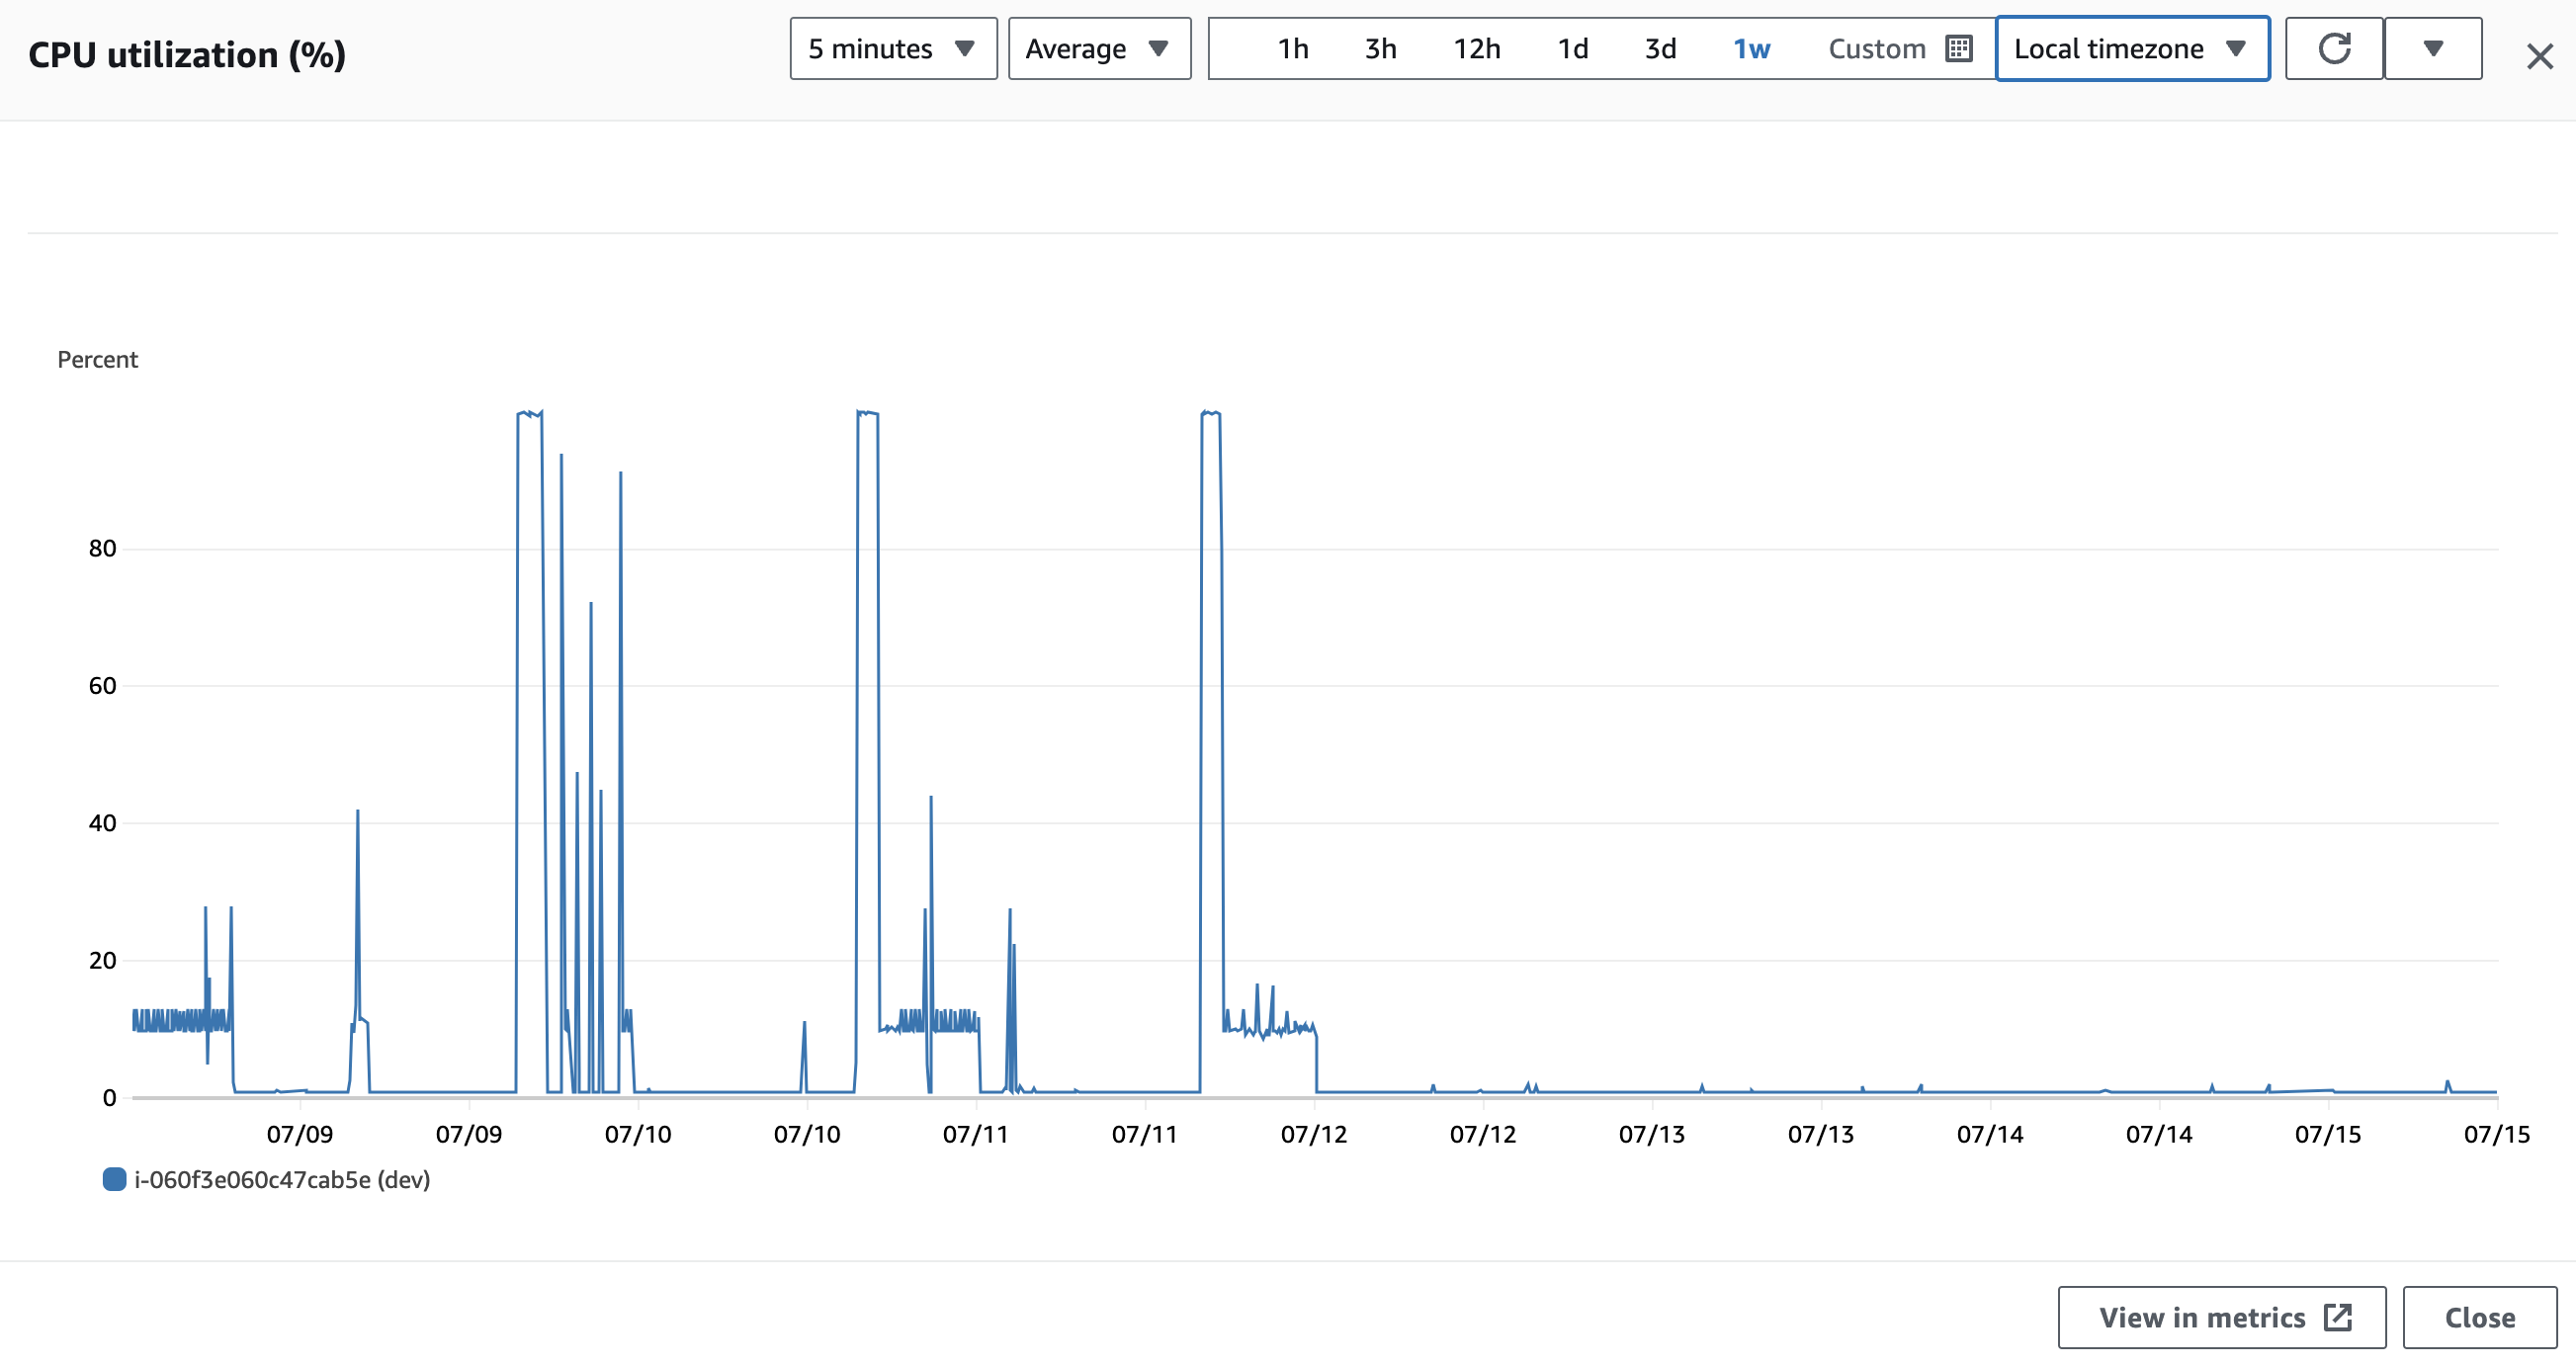 CPU utilization (%)
5 minutes
Average
1h 3h 12h 1d 3d 1w Custom
Local timezone
Percent
80
60
40
20
0
07/09 07/09 07/10 07/10 07/11 07/11 07/12 07/12 07/13 07/13 07/14 07/14 07/15 07/15
i-060f3e060c47cab5e (dev)
View in metrics
Close